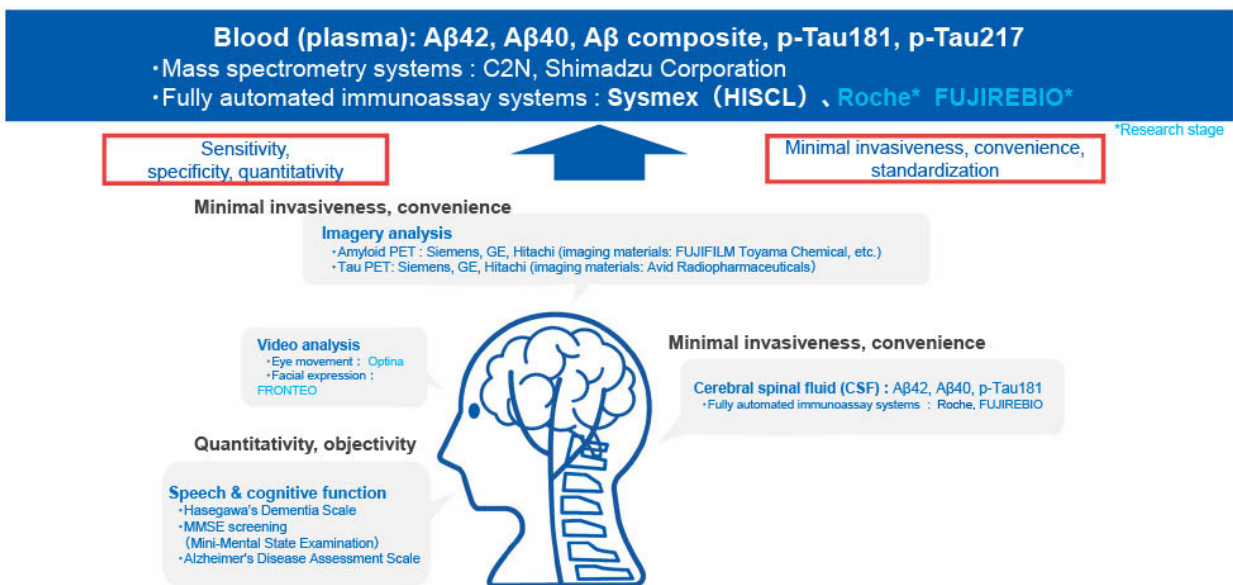 Blood (plasma): Aβ42, Aβ40, Aβ composite, p-Tau181, p-Tau217
・Mass spectrometry systems : C2N, Shimadzu Corporation
・Fully automated immunoassay systems : Sysmex（HISCL）、Roche* FUJIREBIO*
*Research stage
Sensitivity,
specificity, quantitativity
Minimal invasiveness, convenience,
standardization
Minimal invasiveness, convenience
Imagery analysis
・Amyloid PET : Siemens, GE, Hitachi (imaging materials: FUJIFILM Toyama Chemical, etc.)
・Tau PET: Siemens, GE, Hitachi (imaging materials: Avid Radiopharmaceuticals）
Video analysis
・Eye movement : Optina
・Facial expression :
FRONTEO
Minimal invasiveness, convenience
Cerebral spinal fluid (CSF) : Aβ42, Aβ40, p-Tau181
・Fully automated immunoassay systems : Roche, FUJIREBIO
Quantitativity, objectivity
Speech & cognitive function
・Hasegawa's Dementia Scale
・MMSE screening
（Mini-Mental State Examination）
・Alzheimer's Disease Assessment Scale